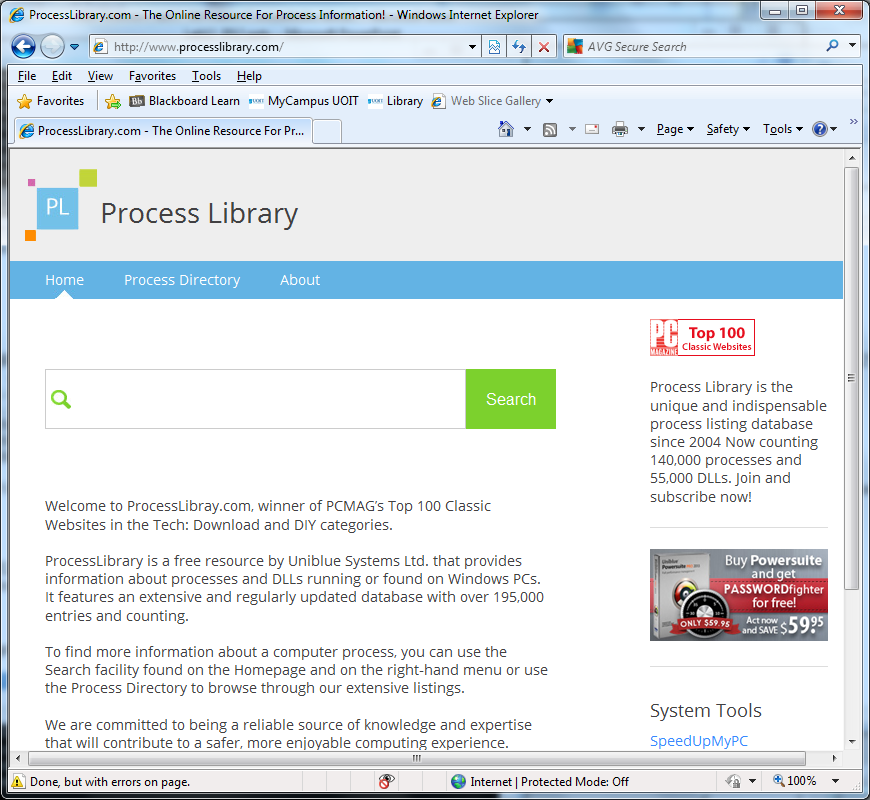 ProcessLibrary.com - The Online Resource For Process Information! - Windows Internet Explorer
http://www.processlibrary.com/
AVG Secure Search
File Edit View Favorites Tools Help
Favorites Bb Blackboard Learn MyCampus UOIT Library Web Slice Gallery
ProcessLibrary.com - The Online Resource For Pr...
Page Safety Tools
PL
Process Library
Home Process Directory About
PC MAGAZINE
Top 100
Classic Websites
Search
Process Library is the
unique and indispensable
process listing database
since 2004 Now counting
140,000 processes and
55,000 DLLs. Join and
subscribe now!
Welcome to ProcessLibray.com, winner of PCMAG's Top 100 Classic
Websites in the Tech: Download and DIY categories.
ProcessLibrary is a free resource by Uniblue Systems Ltd. that provides
information about processes and DLLs running or found on Windows PCs.
It features an extensive and regularly updated database with over 195,000
entries and counting.
To find more information about a computer process, you can use the
Search facility found on the Homepage and on the right-hand menu or use
the Process Directory to browse through our extensive listings.
We are committed to being a reliable source of knowledge and expertise
that will contribute to a safer, more enjoyable computing experience.
Uniblue
Powersuite
Buy Powersuite
and get
PASSWORDfighter
for free!
ONLY $59.95
Act now
and SAVE $59.95
System Tools
SpeedUpMyPC
Done, but with errors on page.
Internet | Protected Mode: Off
100%